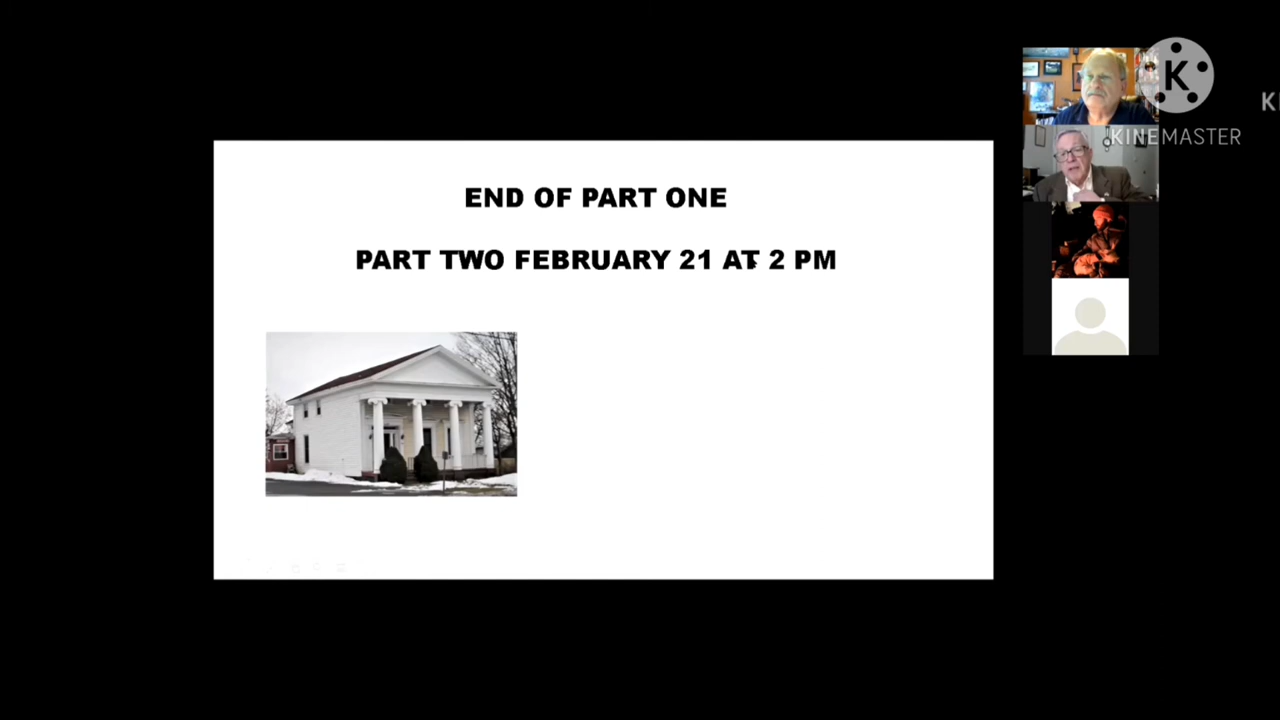 END OF PART ONE
PART TWO FEBRUARY 21 AT 2 PM
K
KINEMASTER
K